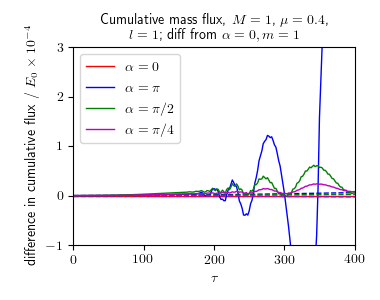 Cumulative mass flux, M = 1, μ = 0.4,
l = 1; diff from α = 0, m = 1
difference in cumulative flux / E₀ × 10⁻⁴
3
2
1
0
−1
α = 0
α = π
α = π/2
α = π/4
0 100 200 300 400
τ